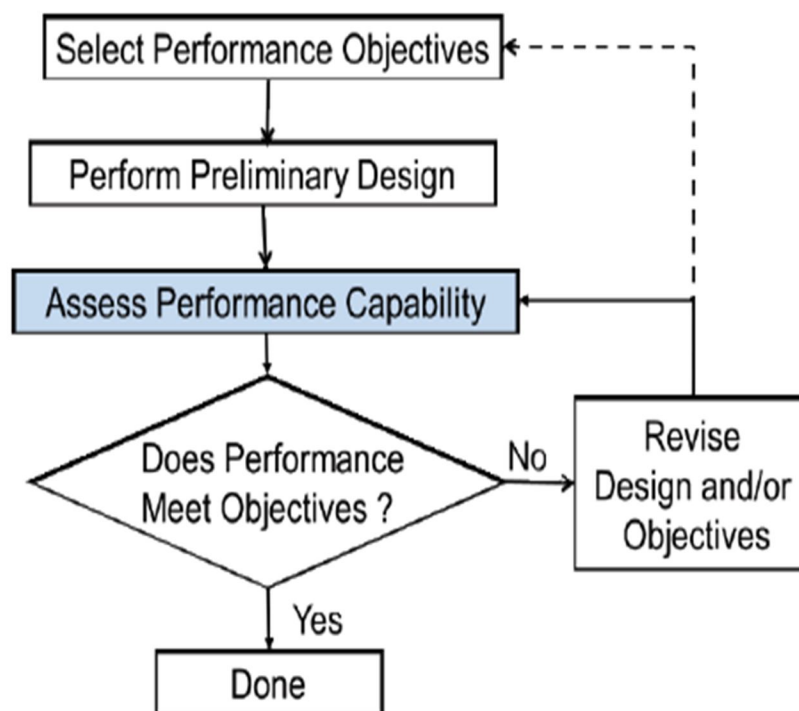 Select Performance Objectives
Perform Preliminary Design
Assess Performance Capability
Does Performance
Meet Objectives ?
No
Revise
Design and/or
Objectives
Yes
Done